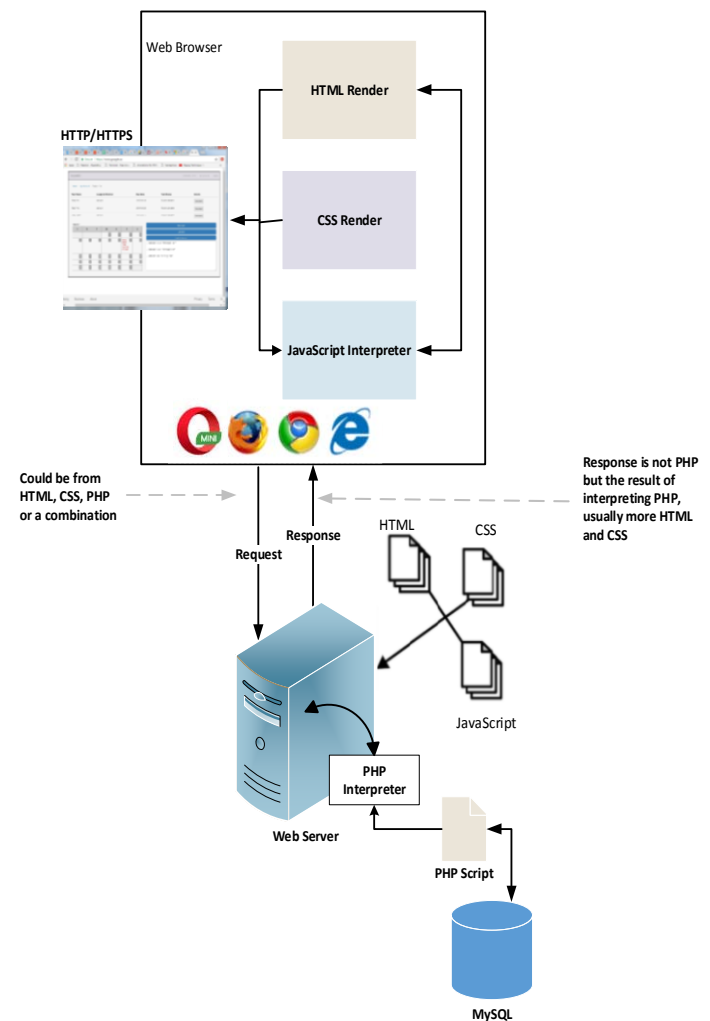 Web Browser
HTML Render
HTTP/HTTPS
CSS Render
JavaScript Interpreter
MINI
Could be from
HTML, CSS, PHP
or a combination
Response is not PHP
but the result of
interpreting PHP,
usually more HTML
and CSS
Request
Response
HTML
CSS
JavaScript
PHP
Interpreter
Web Server
PHP Script
MySQL